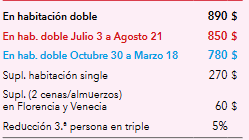 En habitación doble 890 $
En hab. doble Julio 3 a Agosto 21 850 $
En hab. doble Octubre 30 a Marzo 18 780 $
Supl. habitación single 270 $
Supl. (2 cenas/almuerzos)
en Florencia y Venecia 60 $
Reducción 3.ª persona en triple 5%